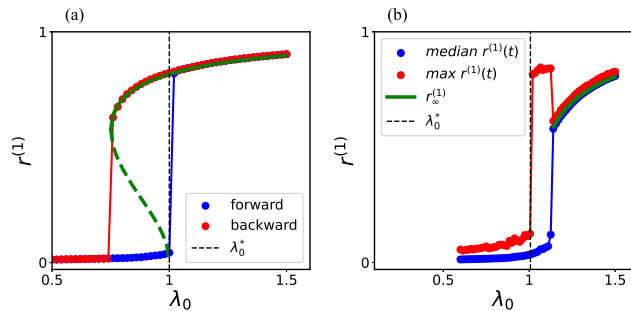 (a)
1
r⁽¹⁾
0
0.5
1.0
1.5
λ₀
forward
backward
λ₀*
(b)
1
r⁽¹⁾
0
0.5
1.0
1.5
λ₀
median r⁽¹⁾(t)
max r⁽¹⁾(t)
r∞⁽¹⁾
λ₀*